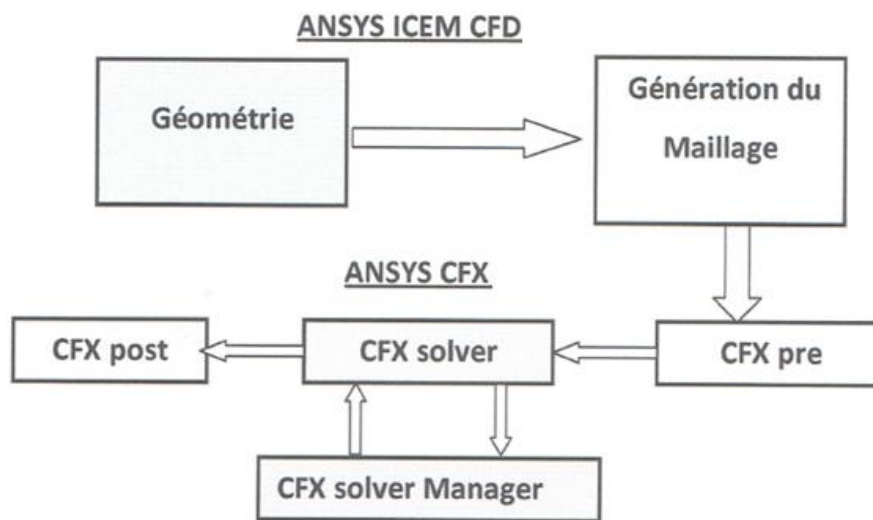 ANSYS ICEM CFD
Géométrie
Génération du
Maillage
ANSYS CFX
CFX post
CFX solver
CFX pre
CFX solver Manager